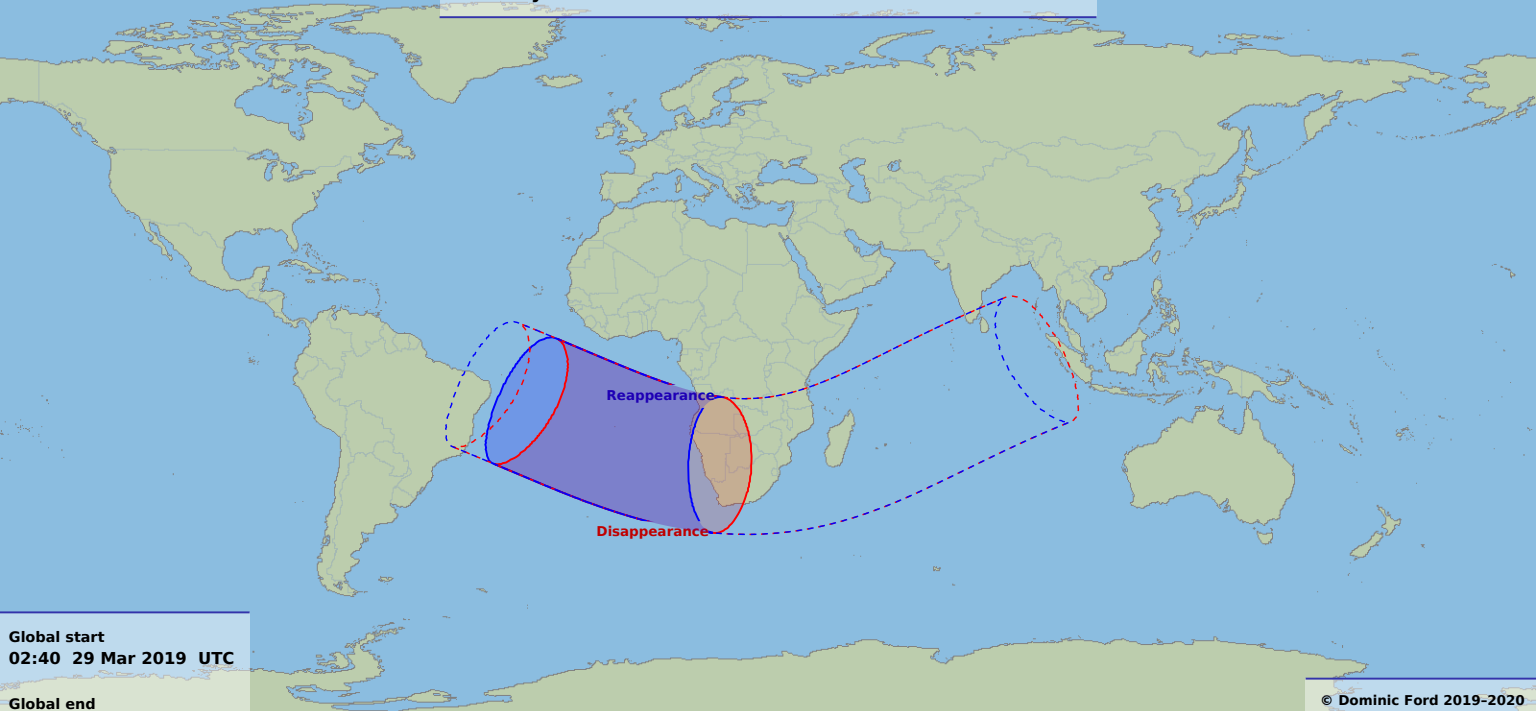 Reappearance
Disappearance
Global start
02:40 29 Mar 2019 UTC
Global end
© Dominic Ford 2019–2020